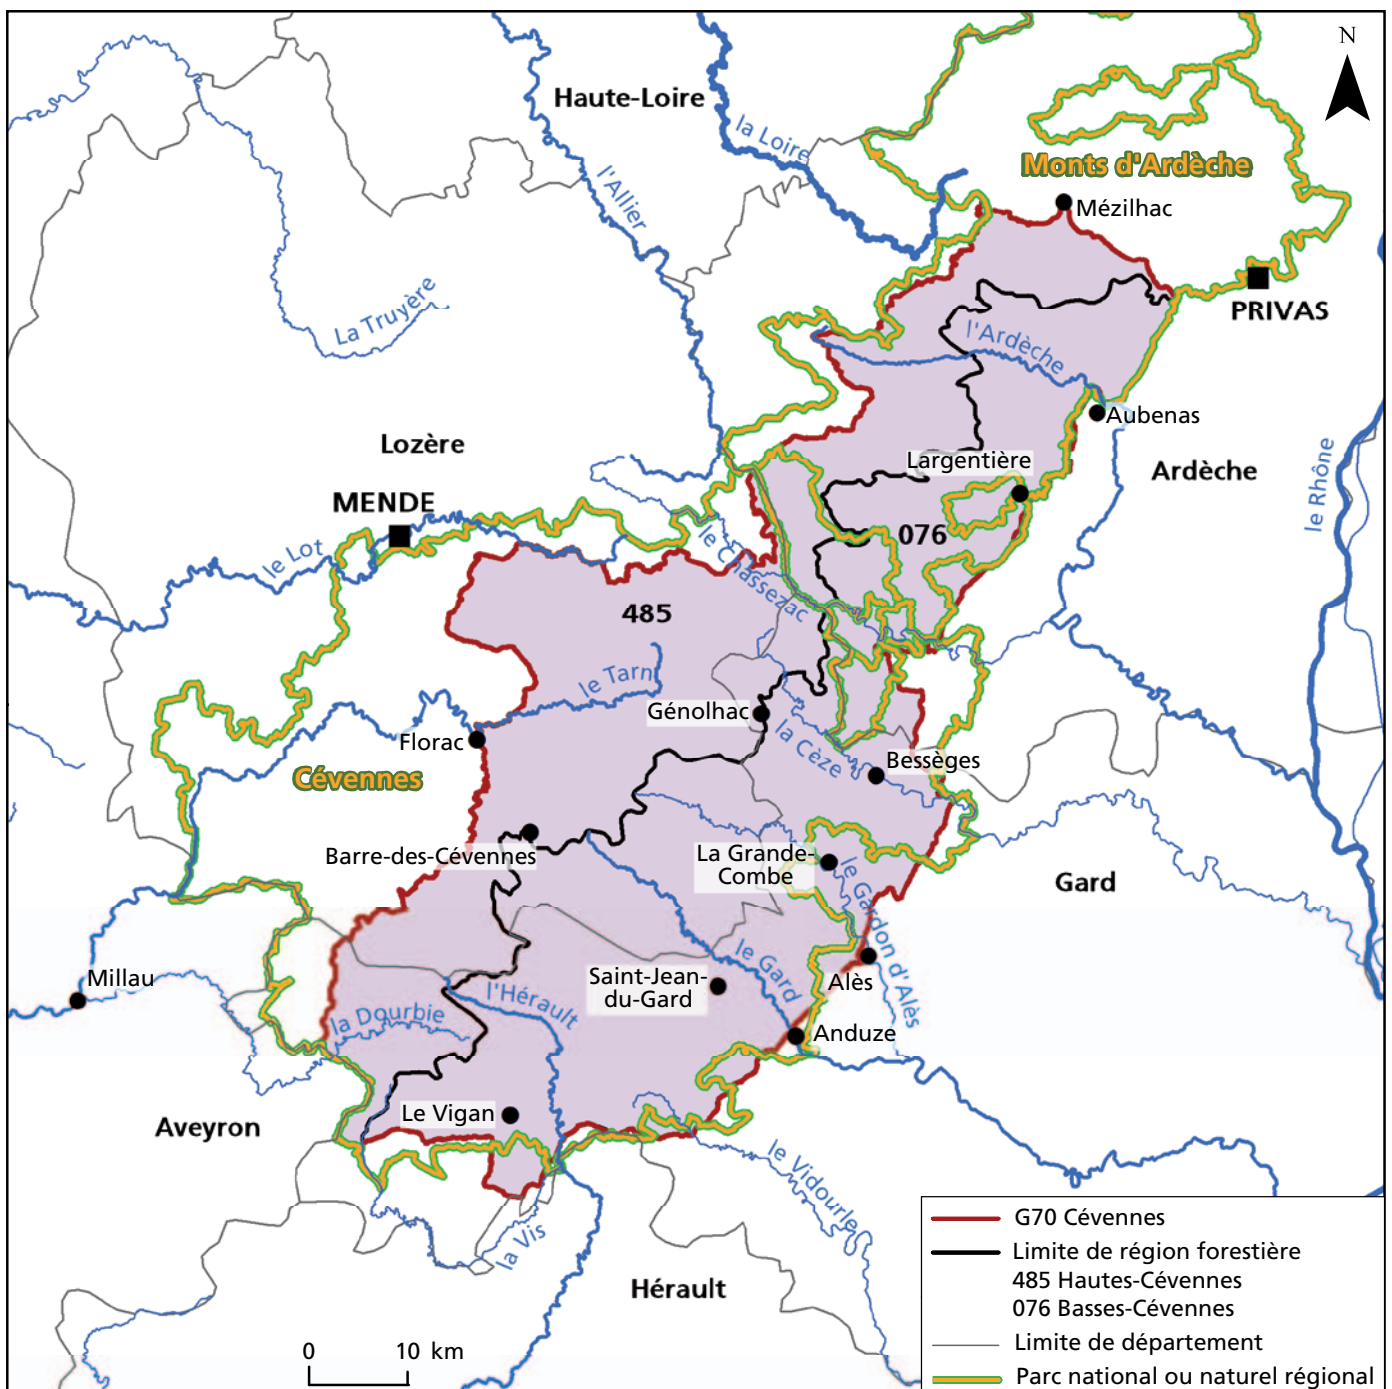 N
Haute-Loire
la Loire
l'Allier
Monts d'Ardèche
Mézilhac
La Truyère
PRIVAS
l'Ardèche
Aubenas
Lozère
Largentière
Ardèche
le Rhône
MENDE
076
le Lot
le Chassezac
485
le Tarn
Génolhac
Florac
la Cèze
Bessèges
Cévennes
Barre-des-Cévennes
La Grande-
Combe
le Gardon d'Alès
Gard
Millau
Saint-Jean-
du-Gard
le Gard
Alès
l'Hérault
la Dourbie
Anduze
Le Vigan
Aveyron
le Vidourle
la Vis
Hérault
G70 Cévennes
Limite de région forestière
485 Hautes-Cévennes
076 Basses-Cévennes
Limite de département
Parc national ou naturel régional
0 10 km